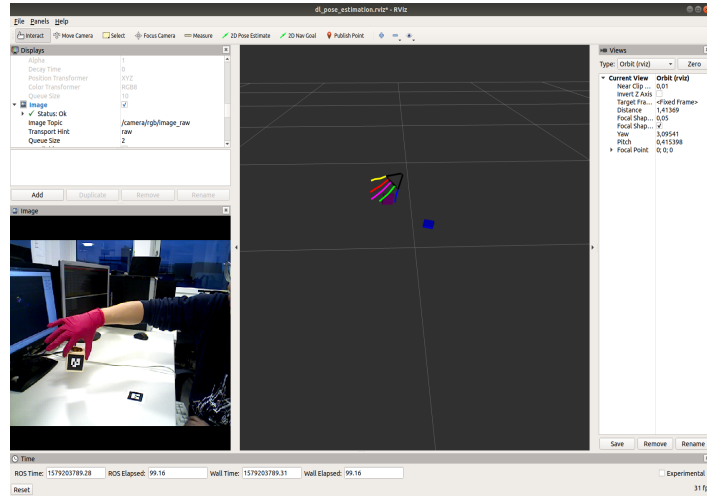 dl_pose_estimation.rviz* - RViz
File Panels Help
Interact Move Camera Select Focus Camera Measure 2D Pose Estimate 2D Nav Goal Publish Point
Displays
Alpha 1
Decay Time 0
Position Transformer XYZ
Color Transformer RGB8
Queue Size 10
Image
Status: Ok
Image Topic /camera/rgb/image_raw
Transport Hint raw
Queue Size 2
Add Duplicate Remove Rename
Image
Views
Type: Orbit (rviz) Zero
Current View Orbit (rviz)
Near Clip ... 0,01
Invert Z Axis
Target Fra... <Fixed Frame>
Distance 1,41369
Focal Shap... 0,05
Focal Shap...
Yaw 3,09541
Pitch 0,415398
Focal Point 0; 0; 0
Save Remove Rename
Time
ROS Time: 1579203789.28 ROS Elapsed: 99.16 Wall Time: 1579203789.31 Wall Elapsed: 99.16 Experimental
Reset 31 fp